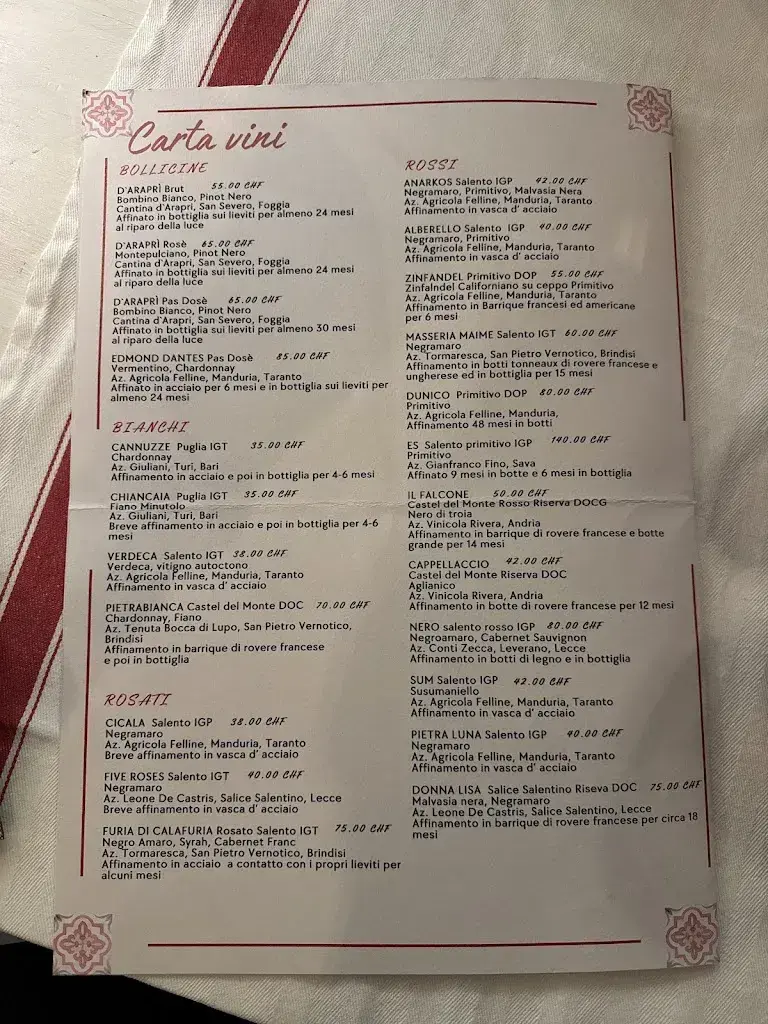 Carta vini
BOLLICINE
D'ARAPRÌ Brut 55.00 CHF
Bombino Bianco, Pinot Nero
Cantina d'Arapri, San Severo, Foggia
Affinato in bottiglia sui lieviti per almeno 24 mesi
al riparo della luce
D'ARAPRÌ Rosè 65.00 CHF
Montepulciano, Pinot Nero
Cantina d'Arapri, San Severo, Foggia
Affinato in bottiglia sui lieviti per almeno 24 mesi
al riparo della luce
D'ARAPRÌ Pas Dosè 65.00 CHF
Bombino Bianco, Pinot Nero
Cantina d'Arapri, San Severo, Foggia
Affinato in bottiglia sui lieviti per almeno 30 mesi
al riparo della luce
EDMOND DANTES Pas Dosè 85.00 CHF
Vermentino, Chardonnay
Az. Agricola Felline, Manduria, Taranto
Affinato in acciaio per 6 mesi e in bottiglia sui lieviti per
almeno 24 mesi
BIANCHI
CANNUZZE Puglia IGT 35.00 CHF
Chardonnay
Az. Giuliani, Turi, Bari
Affinamento in acciaio e poi in bottiglia per 4-6 mesi
CHIANCAIA Puglia IGT 35.00 CHF
Fiano Minutolo
Az. Giuliani, Turi, Bari
Breve affinamento in acciaio e poi in bottiglia per 4-6
mesi
VERDECA Salento IGT 38.00 CHF
Verdeca, vitigno autoctono
Az. Agricola Felline, Manduria, Taranto
Affinamento in vasca d' acciaio
PIETRABIANCA Castel del Monte DOC 70.00 CHF
Chardonnay, Fiano
Az. Tenuta Bocca di Lupo, San Pietro Vernotico,
Brindisi
Affinamento in barrique di rovere francese
e poi in bottiglia
ROSATI
CICALA Salento IGP 38.00 CHF
Negramaro
Az. Agricola Felline, Manduria, Taranto
Breve affinamento in vasca d' acciaio
FIVE ROSES Salento IGT 40.00 CHF
Negramaro
Az. Leone De Castris, Salice Salentino, Lecce
Breve affinamento in vasca d' acciaio
FURIA DI CALAFURIA Rosato Salento IGT 75.00 CHF
Negro Amaro, Syrah, Cabernet Franc
Az. Tormaresca, San Pietro Vernotico, Brindisi
Affinamento in acciaio a contatto con i propri lieviti per
alcuni mesi
ROSSI
ANARKOS Salento IGP 42.00 CHF
Negramaro, Primitivo, Malvasia Nera
Az. Agricola Felline, Manduria, Taranto
Affinamento in vasca d' acciaio
ALBERELLO Salento IGP 40.00 CHF
Negramaro, Primitivo
Az. Agricola Felline, Manduria, Taranto
Affinamento in vasca d' acciaio
ZINFANDEL Primitivo DOP 55.00 CHF
Zinfalndel Californiano su ceppo Primitivo
Az. Agricola Felline, Manduria, Taranto
Affinamento in Barrique francesi ed americane
per 6 mesi
MASSERIA MAIME Salento IGT 60.00 CHF
Negramaro
Az. Tormaresca, San Pietro Vernotico, Brindisi
Affinamento in botti tonneaux di rovere francese e
ungherese ed in bottiglia per 15 mesi
DUNICO Primitivo DOP 80.00 CHF
Primitivo
Az. Agricola Felline, Manduria,
Affinamento 48 mesi in botti
ES Salento primitivo IGP 140.00 CHF
Primitivo
Az. Gianfranco Fino, Sava
Affinato 9 mesi in botte e 6 mesi in bottiglia
IL FALCONE 50.00 CHF
Castel del Monte Rosso Riserva DOCG
Nero di troia
Az. Vinicola Rivera, Andria
Affinamento in barrique di rovere francese e botte
grande per 14 mesi
CAPPELLACCIO 42.00 CHF
Castel del Monte Riserva DOC
Aglianico
Az. Vinicola Rivera, Andria
Affinamento in botte di rovere francese per 12 mesi
NERO salento rosso IGP 80.00 CHF
Negroamaro, Cabernet Sauvignon
Az. Conti Zecca, Leverano, Lecce
Affinamento in botti di legno e in bottiglia
SUM Salento IGP 42.00 CHF
Susumaniello
Az. Agricola Felline, Manduria, Taranto
Affinamento in vasca d' acciaio
PIETRA LUNA Salento IGP 40.00 CHF
Negramaro
Az. Agricola Felline, Manduria, Taranto
Affinamento in vasca d' acciaio
DONNA LISA Salice Salentino Riseva DOC 75.00 CHF
Malvasia nera, Negramaro
Az. Leone De Castris, Salice Salentino, Lecce
Affinamento in barrique di rovere francese per circa 18
mesi